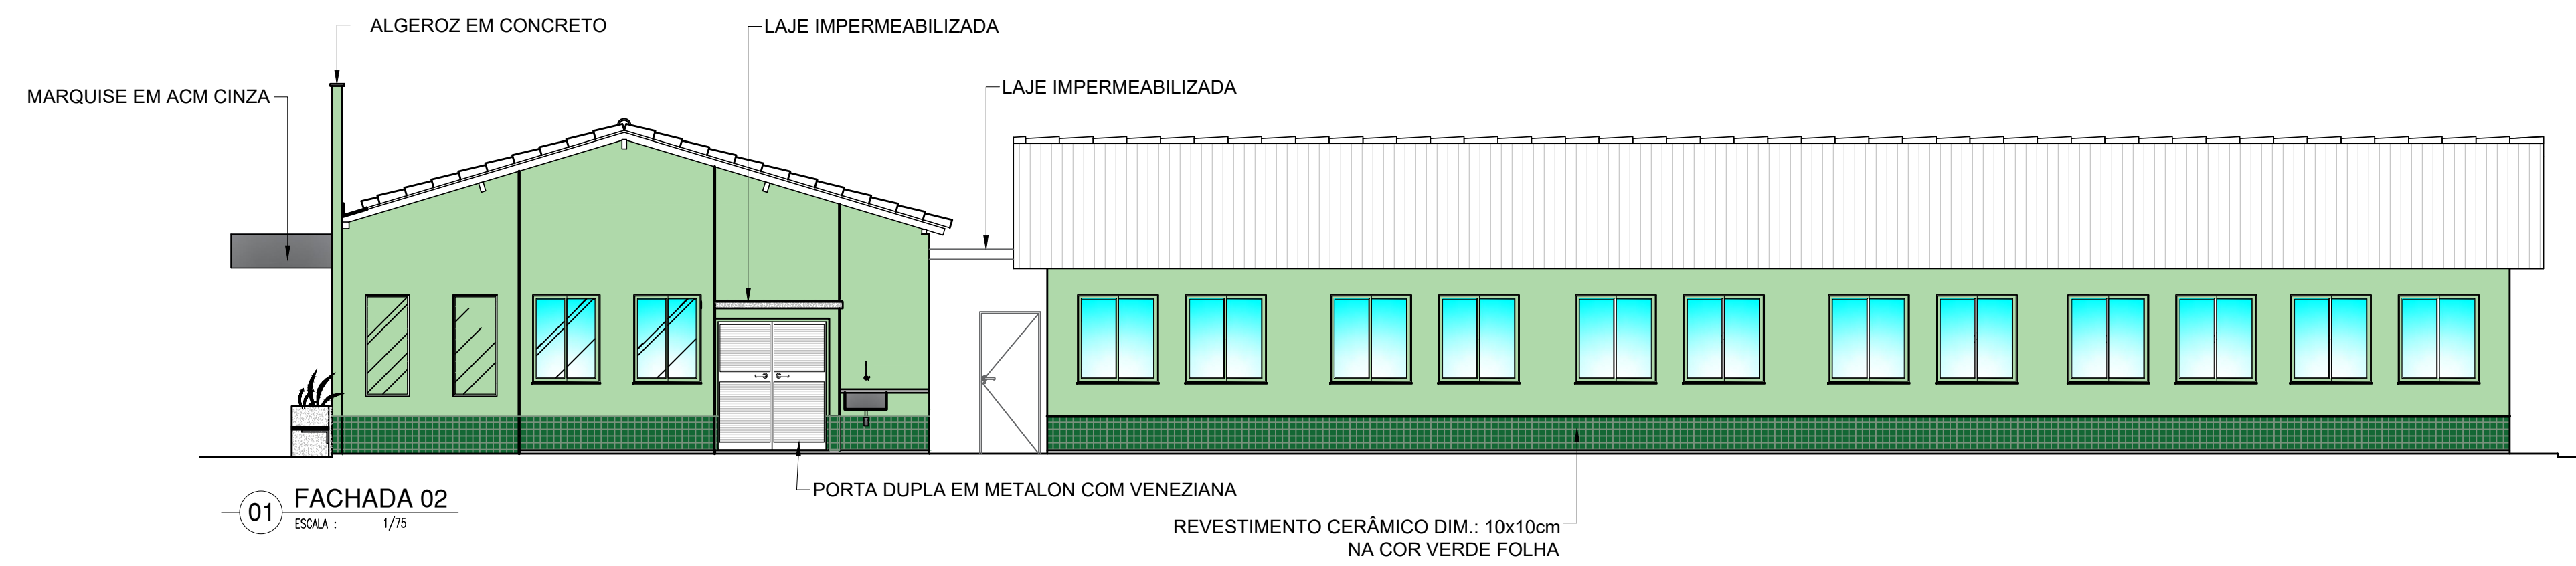 ALGEROZ EM CONCRETO
LAJE IMPERMEABILIZADA
LAJE IMPERMEABILIZADA
MARQUISE EM ACM CINZA
PORTA DUPLA EM METALON COM VENEZIANA
REVESTIMENTO CERÂMICO DIM.: 10x10cm
NA COR VERDE FOLHA
01 FACHADA 02
ESCALA : 1/75